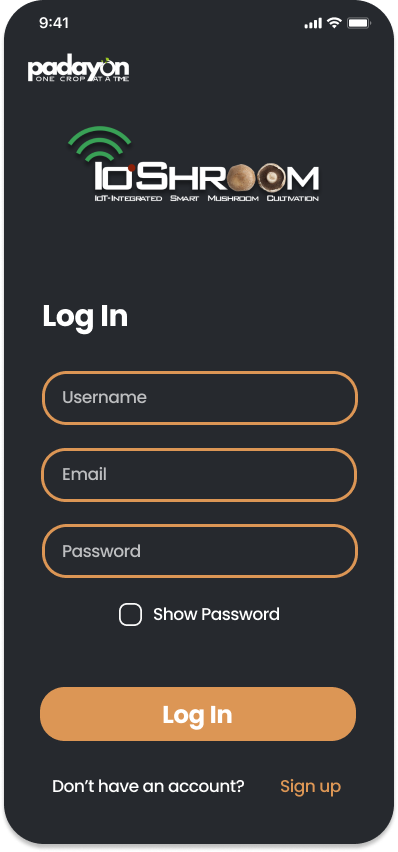 9:41
padayon
ONE CROP AT A TIME
IoSHROOM
IOT-INTEGRATED SMART MUSHROOM CULTIVATION
Log In
Username
Email
Password
Show Password
Log In
Don’t have an account? Sign up